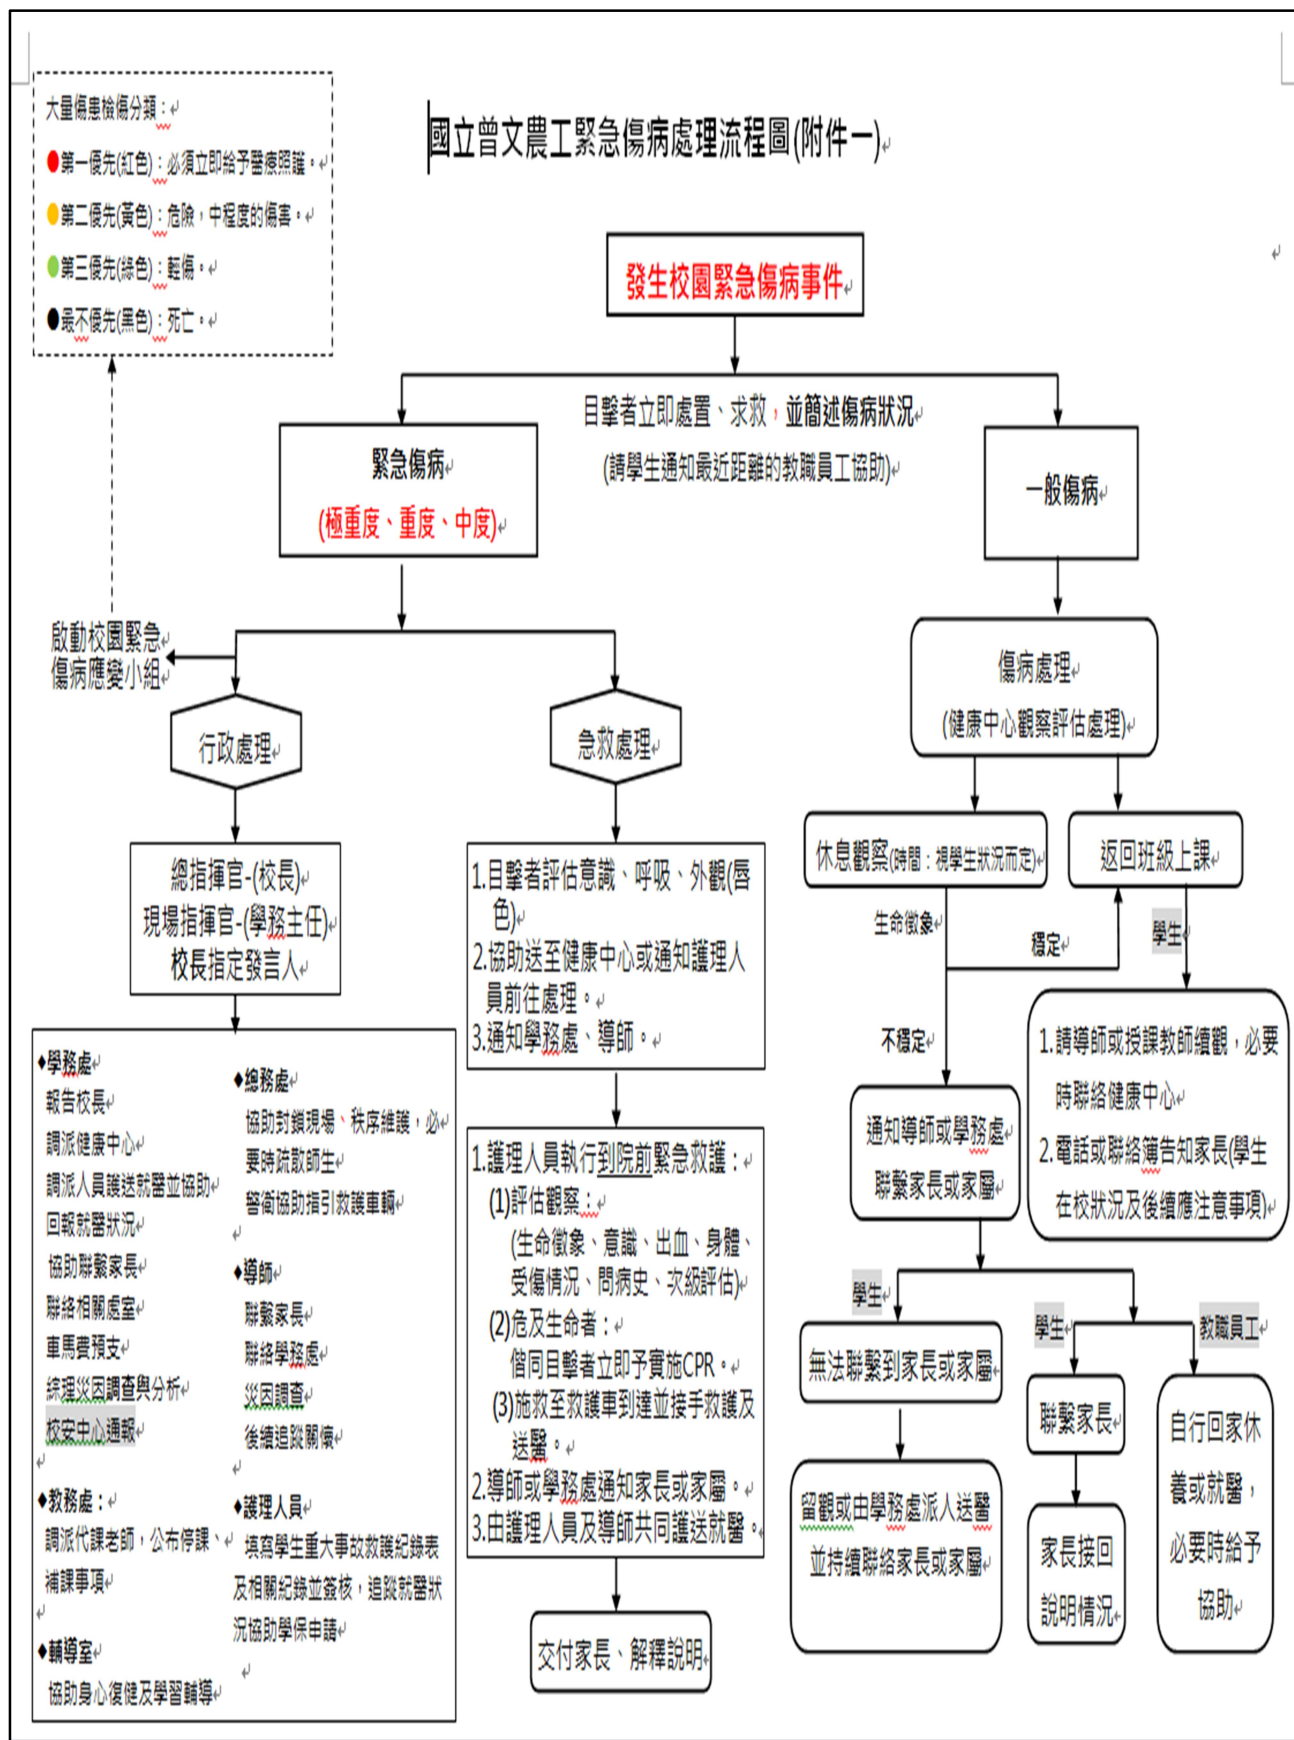 大量傷患檢傷分類：
第一優先(紅色)：必須立即給予醫療照護。
第二優先(黃色)：危險，中程度的傷害。
第三優先(綠色)：輕傷。
最不優先(黑色)：死亡。
國立曾文農工緊急傷病處理流程圖(附件一)
發生校園緊急傷病事件
目擊者立即處置、求救，並簡述傷病狀況
(請學生通知最近距離的教職員工協助)
緊急傷病
(極重度、重度、中度)
一般傷病
啟動校園緊急
傷病應變小組
行政處理
急救處理
傷病處理
(健康中心觀察評估處理)
總指揮官-(校長)
現場指揮官-(學務主任)
校長指定發言人
◆學務處
報告校長
調派健康中心
調派人員護送就醫並協助
回報就醫狀況
協助聯繫家長
聯絡相關處室
車馬費預支
綜理災因調查與分析
校安中心通報
◆教務處：
調派代課老師，公布停課、
補課事項
◆輔導室
協助身心復健及學習輔導
◆總務處
協助封鎖現場、秩序維護，必
要時疏散師生
警衛協助指引救護車輛
◆導師
聯繫家長
聯絡學務處
災因調查
後續追蹤關懷
◆護理人員
填寫學生重大事故救護紀錄表
及相關紀錄並簽核，追蹤就醫狀
況協助學保申請
1.目擊者評估意識、呼吸、外觀(唇
色)
2.協助送至健康中心或通知護理人
員前往處理。
3.通知學務處、導師。
1.護理人員執行到院前緊急救護：
(1)評估觀察：
(生命徵象、意識、出血、身體、
受傷情況、問病史、次級評估)
(2)危及生命者：
偕同目擊者立即予實施CPR。
(3)施救至救護車到達並接手救護及
送醫。
2.導師或學務處通知家長或家屬。
3.由護理人員及導師共同護送就醫。
交付家長、解釋說明
休息觀察(時間：視學生狀況而定)
返回班級上課
生命徵象
穩定
學生
不穩定
1.請導師或授課教師續觀，必要
時聯絡健康中心
2.電話或聯絡簿告知家長(學生
在校狀況及後續應注意事項)
通知導師或學務處
聯繫家長或家屬
學生
學生
教職員工
無法聯繫到家長或家屬
聯繫家長
自行回家休
養或就醫，
必要時給予
協助
留觀或由學務處派人送醫
並持續聯絡家長或家屬
家長接回
說明情況